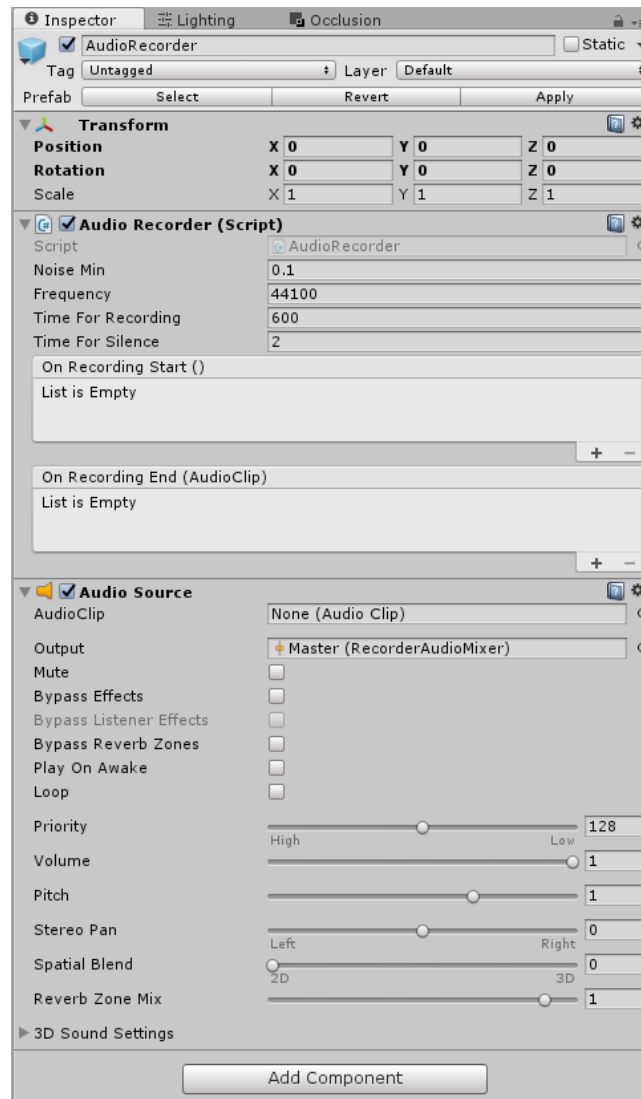 Inspector Lighting Occlusion
AudioRecorder Static
Tag Untagged Layer Default
Prefab Select Revert Apply
Transform
Position X 0 Y 0 Z 0
Rotation X 0 Y 0 Z 0
Scale X 1 Y 1 Z 1
Audio Recorder (Script)
Script AudioRecorder
Noise Min 0.1
Frequency 44100
Time For Recording 600
Time For Silence 2
On Recording Start ()
List is Empty
+ −
On Recording End (AudioClip)
List is Empty
+ −
Audio Source
AudioClip None (Audio Clip)
Output Master (RecorderAudioMixer)
Mute
Bypass Effects
Bypass Listener Effects
Bypass Reverb Zones
Play On Awake
Loop
Priority 128
High Low
Volume 1
Pitch 1
Stereo Pan 0
Left Right
Spatial Blend 0
2D 3D
Reverb Zone Mix 1
3D Sound Settings
Add Component